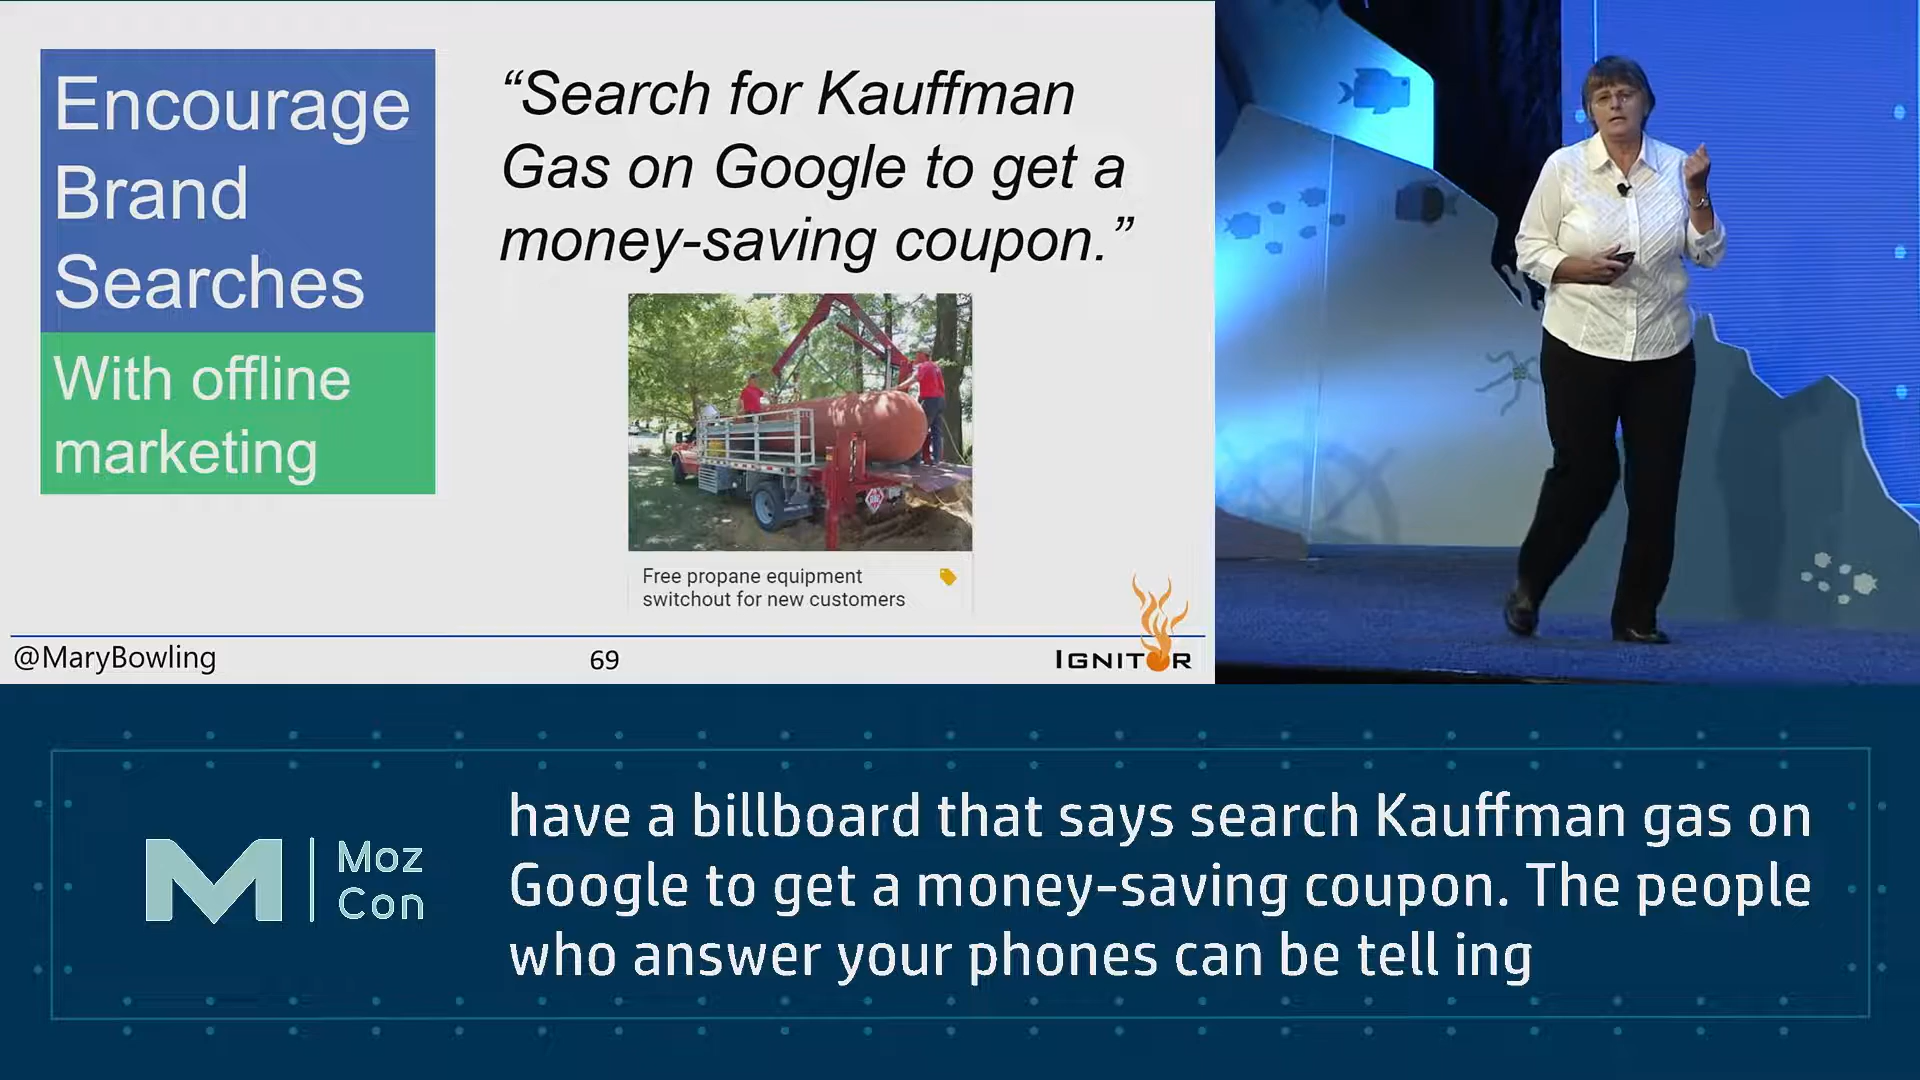 Encourage
Brand
Searches
With offline
marketing
“Search for Kauffman
Gas on Google to get a
money-saving coupon.”
Free propane equipment
switchout for new customers
@MaryBowling
69
IGNITOR
Moz
Con
have a billboard that says search Kauffman gas on
Google to get a money-saving coupon. The people
who answer your phones can be tell ing